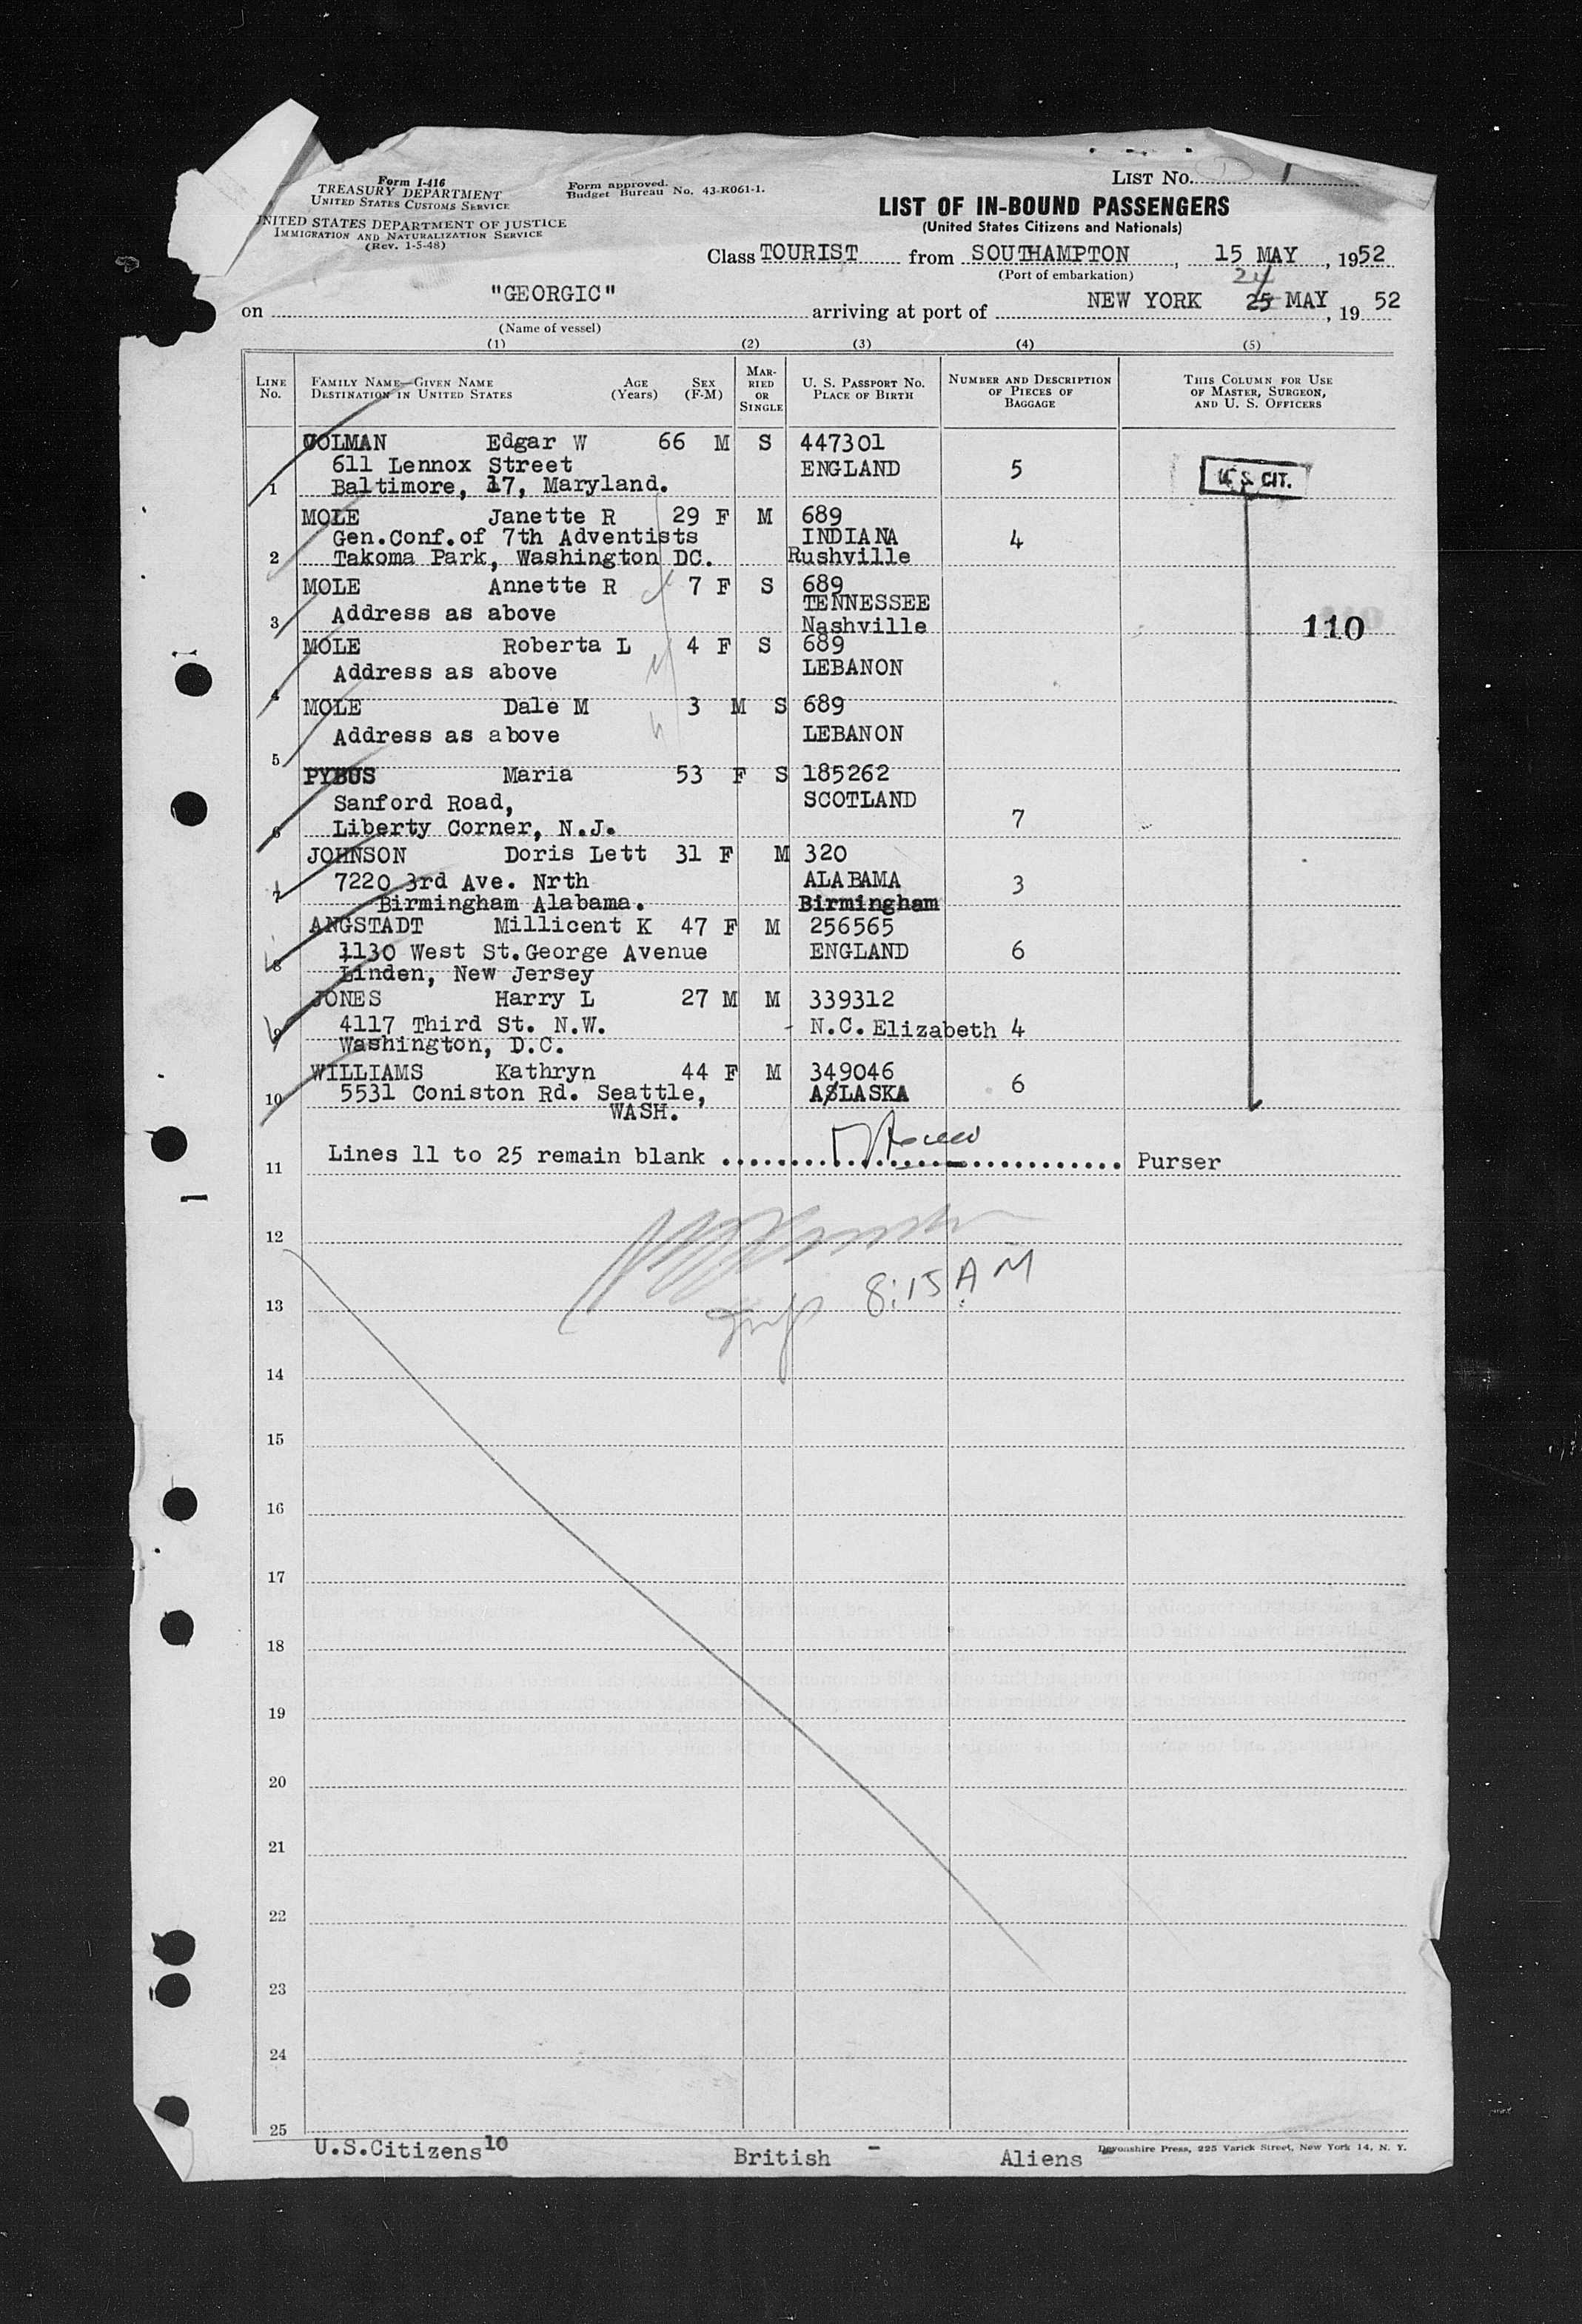 Form I-416
TREASURY DEPARTMENT
UNITED STATES CUSTOMS SERVICE
UNITED STATES DEPARTMENT OF JUSTICE
IMMIGRATION AND NATURALIZATION SERVICE
(Rev. 1-5-48)
Form approved.
Budget Bureau No. 43-R061-1.
LIST No.
LIST OF IN-BOUND PASSENGERS
(United States Citizens and Nationals)
Class TOURIST from SOUTHAMPTON, 15 MAY, 1952
(Port of embarkation)
24
on "GEORGIC" arriving at port of NEW YORK 25 MAY, 19 52
(Name of vessel)
(1) (2) (3) (4) (5)
LINE No. FAMILY NAME—GIVEN NAME DESTINATION IN UNITED STATES AGE (Years) SEX (F-M) MARRIED OR SINGLE U. S. PASSPORT No. PLACE OF BIRTH NUMBER AND DESCRIPTION OF PIECES OF BAGGAGE THIS COLUMN FOR USE OF MASTER, SURGEON, AND U. S. OFFICERS
COLMAN Edgar W 66 M S 447301
611 Lennox Street ENGLAND 5 U.S. CIT.
1 Baltimore, 17, Maryland.
MOLE Janette R 29 F M 689
Gen.Conf.of 7th Adventists INDIANA 4
2 Takoma Park, Washington DC. Rushville
MOLE Annette R 7 F S 689
TENNESSEE
Address as above
3 Nashville 110
MOLE Roberta L 4 F S 689
Address as above LEBANON
4
MOLE Dale M 3 M S 689
Address as above LEBANON
5
PYBUS Maria 53 F S 185262
Sanford Road, SCOTLAND
6 Liberty Corner, N.J. 7
JOHNSON Doris Lett 31 F M 320
7220 3rd Ave. Nrth ALABAMA 3
7 Birmingham Alabama. Birmingham
ANGSTADT Millicent K 47 F M 256565
1130 West St.George Avenue ENGLAND 6
8 Linden, New Jersey
JONES Harry L 27 M M 339312
4117 Third St. N.W. N.C. Elizabeth 4
9 Washington, D.C.
WILLIAMS Kathryn 44 F M 349046
5531 Coniston Rd. Seattle, ASLASKA 6
10 WASH.
11 Lines 11 to 25 remain blank Purser
12
8:15 AM
13
14
15
16
17
18
19
20
21
22
23
24
25
U.S.Citizens 10 British - Aliens -
Devonshire Press, 225 Varick Street, New York 14, N. Y.